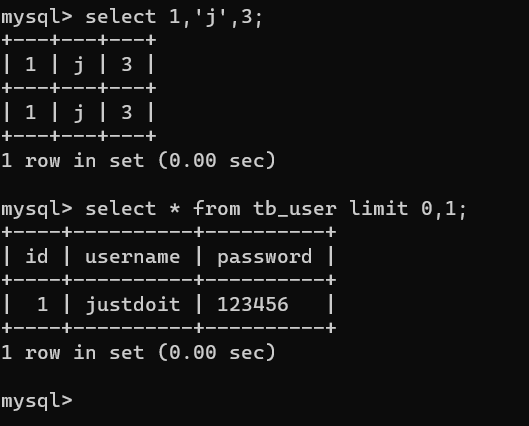 mysql> select 1,'j',3;
+---+---+---+
| 1 | j | 3 |
+---+---+---+
| 1 | j | 3 |
+---+---+---+
1 row in set (0.00 sec)
mysql> select * from tb_user limit 0,1;
+----+----------+----------+
| id | username | password |
+----+----------+----------+
|  1 | justdoit | 123456   |
+----+----------+----------+
1 row in set (0.00 sec)
mysql>